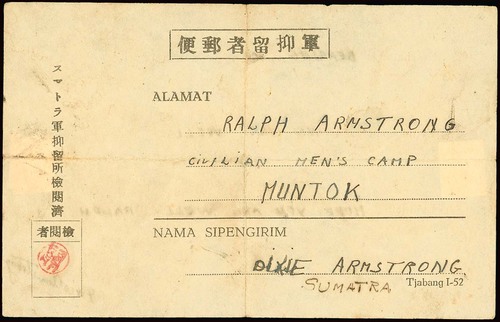 便郵者留抑軍
スマトラ軍抑留所檢閲濟
檢閲者
ALAMAT
RALPH ARMSTRONG
CIVILIAN MEN'S CAMP
MUNTOK
NAMA SIPENGIRIM
DIXIE ARMSTRONG
Tjabang I-52
SUMATRA